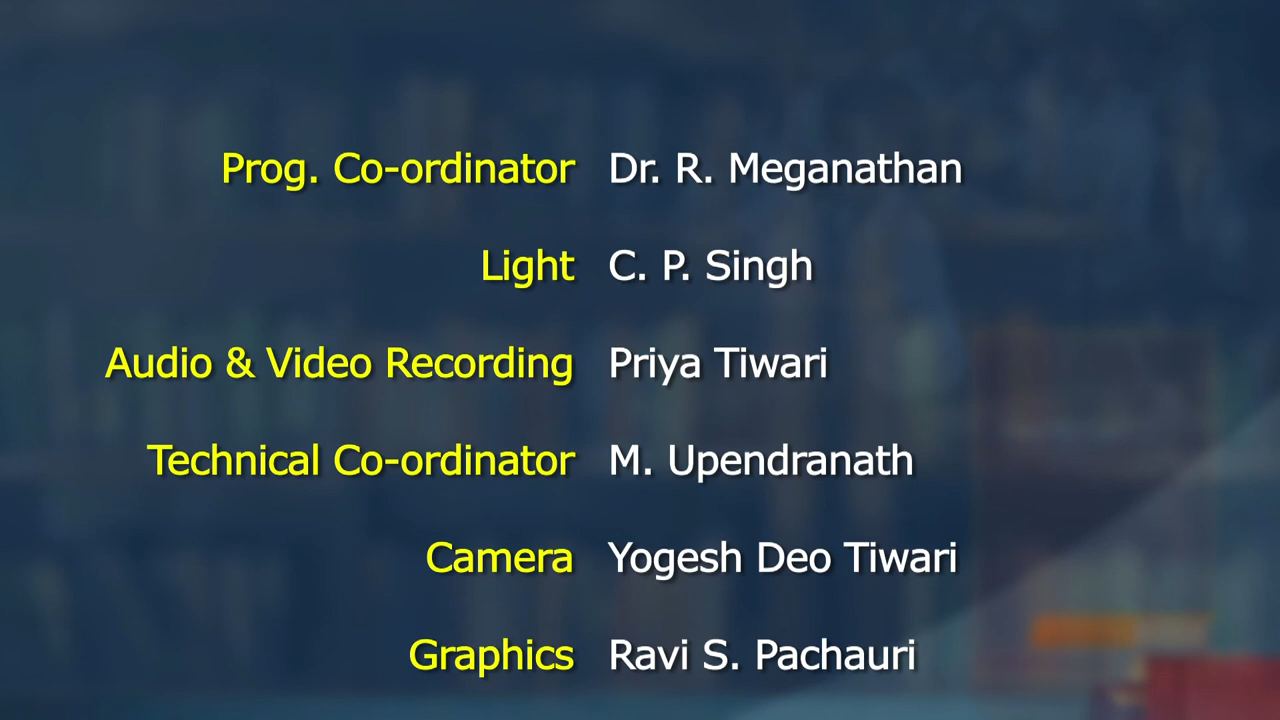 Prog. Co-ordinator Dr. R. Meganathan
Light C. P. Singh
Audio & Video Recording Priya Tiwari
Technical Co-ordinator M. Upendranath
Camera Yogesh Deo Tiwari
Graphics Ravi S. Pachauri